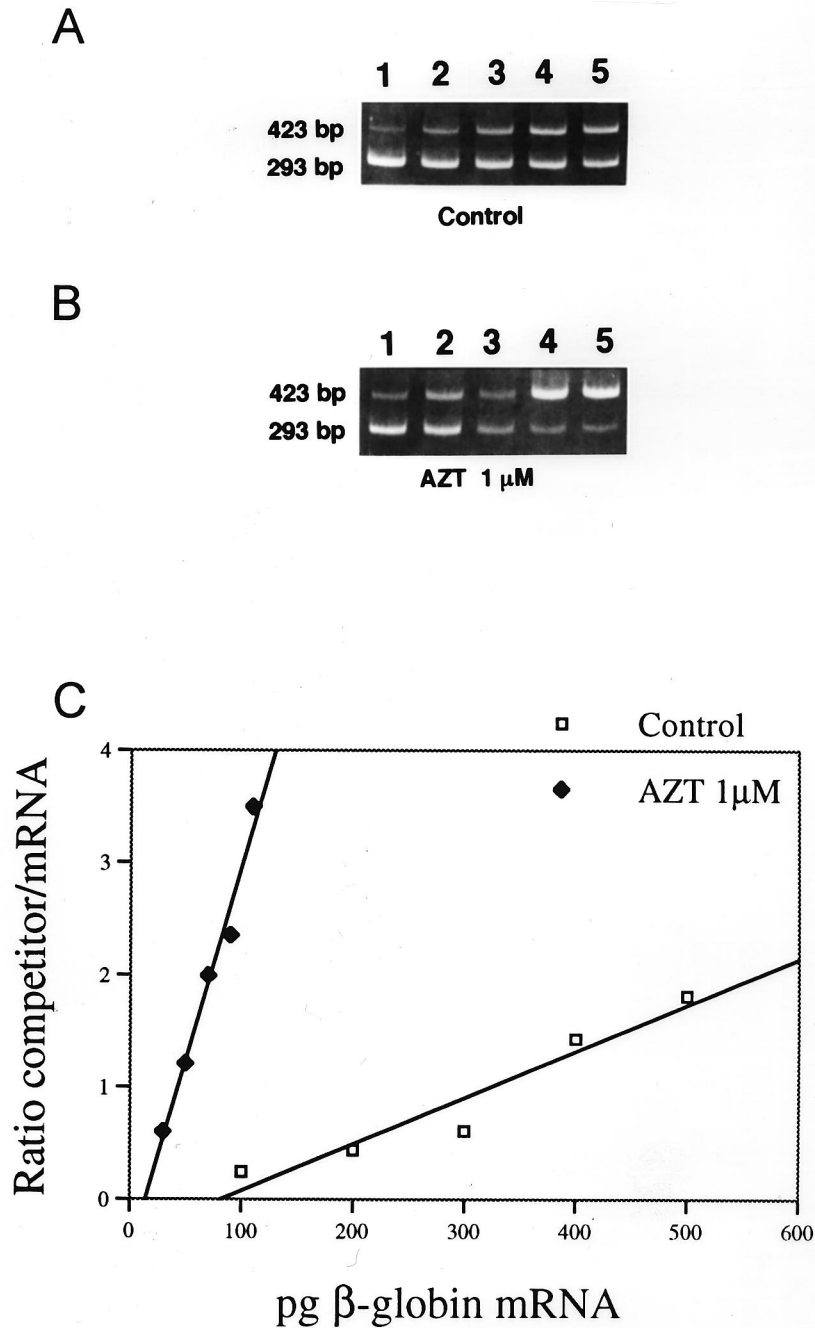 A
1 2 3 4 5
423 bp
293 bp
Control
B
1 2 3 4 5
423 bp
293 bp
AZT 1 μM
C
Control
AZT 1μM
Ratio competitor/mRNA
4
3
2
1
0
0 100 200 300 400 500 600
pg β-globin mRNA